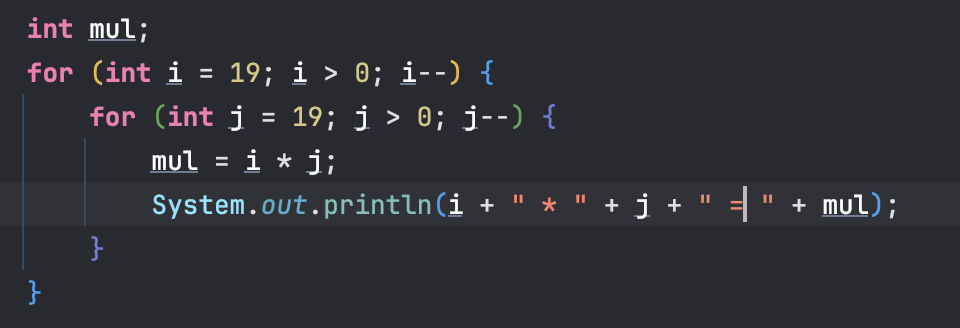 int mul;
for (int i = 19; i > 0; i--) {
    for (int j = 19; j > 0; j--) {
        mul = i * j;
        System.out.println(i + " * " + j + " = " + mul);
    }
}